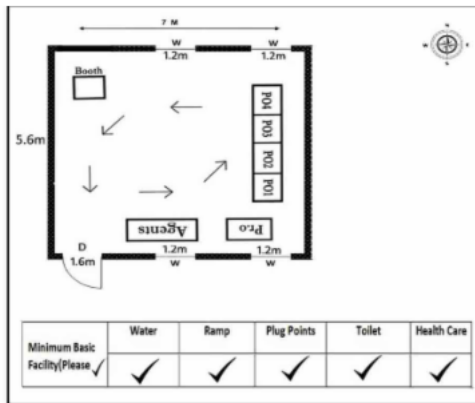 7 M
W
W
1.2m
1.2m
Booth
PO4
PO3
PO2
PO1
5.6m
Agents
Pr.o
D
1.6m
1.2m
1.2m
W
W
Water
Ramp
Plug Points
Toilet
Health Care
Minimum Basic
Facility(Please ✓
✓
✓
✓
✓
✓